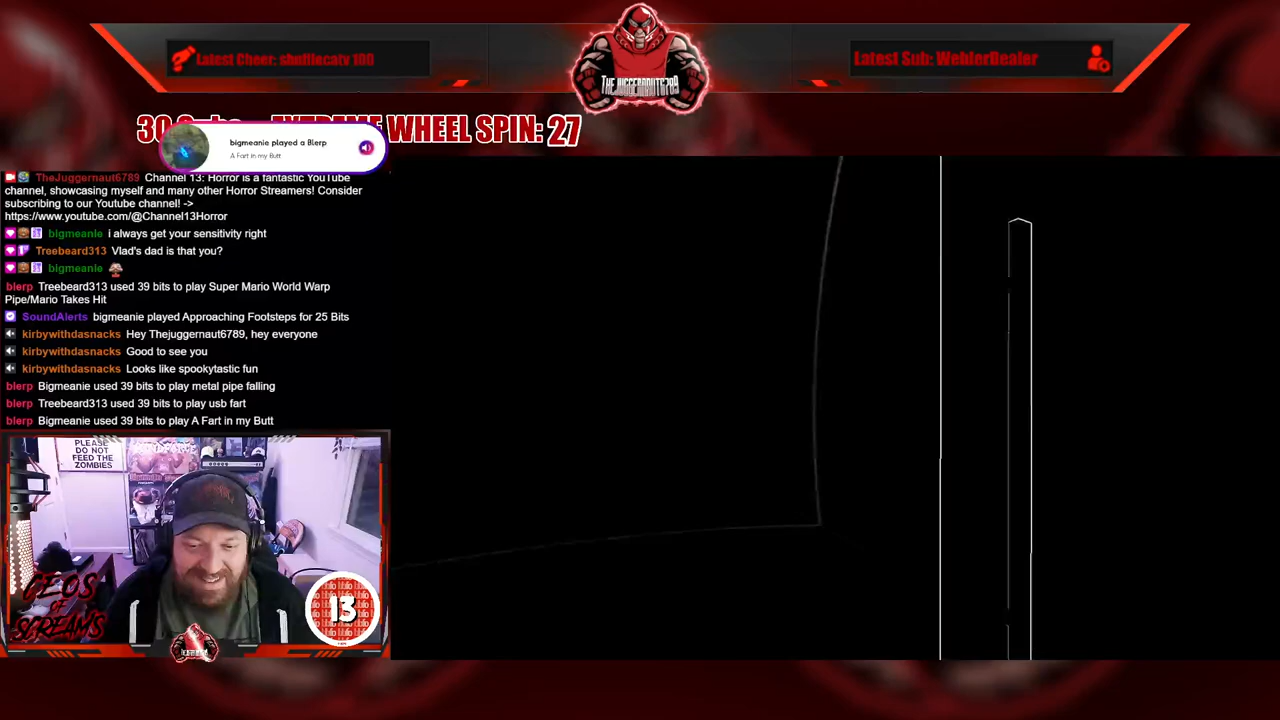 Latest Cheer: shufflecatv 100
THEJUGGERNAUT6789
Latest Sub: WehlerDealer
30 WHEEL SPIN: 27
bigmeanie played a Blerp
A Fart in my Butt
TheJuggernaut6789 Channel 13: Horror is a fantastic YouTube
channel, showcasing myself and many other Horror Streamers! Consider
subscribing to our Youtube channel! ->
https://www.youtube.com/@Channel13Horror
bigmeanie i always get your sensitivity right
Treebeard313 Vlad's dad is that you?
bigmeanie
blerp Treebeard313 used 39 bits to play Super Mario World Warp
Pipe/Mario Takes Hit
SoundAlerts bigmeanie played Approaching Footsteps for 25 Bits
kirbywithdasnacks Hey Thejuggernaut6789, hey everyone
kirbywithdasnacks Good to see you
kirbywithdasnacks Looks like spookytastic fun
blerp Bigmeanie used 39 bits to play metal pipe falling
blerp Treebeard313 used 39 bits to play usb fart
blerp Bigmeanie used 39 bits to play A Fart in my Butt
PLEASE
DO NOT
FEED THE
ZOMBIES
GEOS
OF
SCREAMS
13